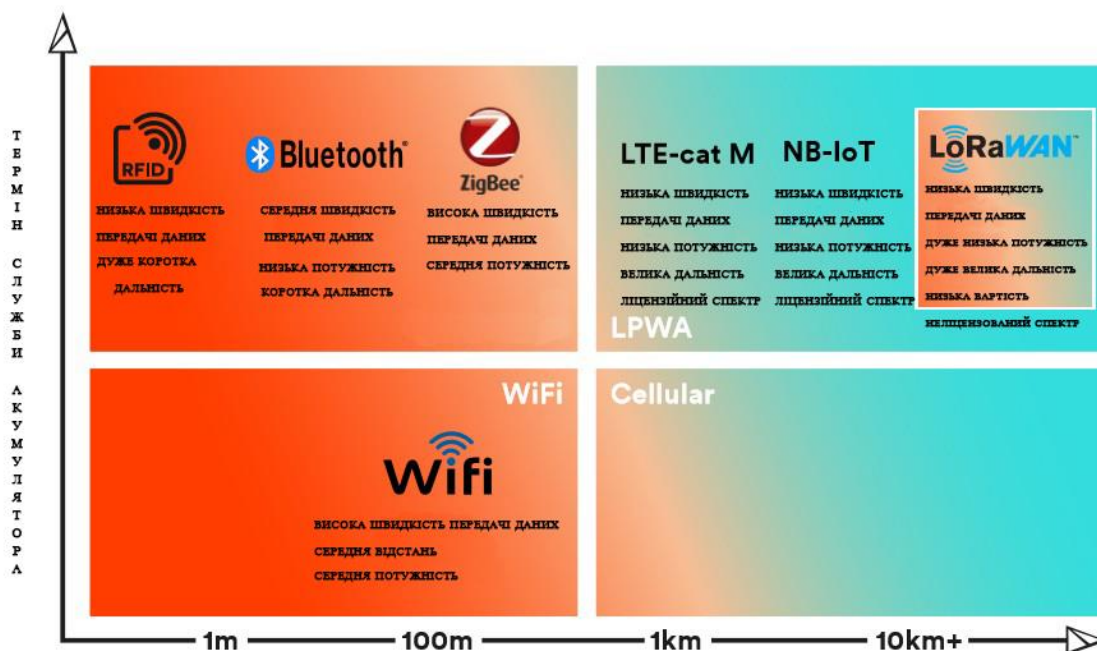 ТЕРМІН СЛУЖБИ АКУМУЛЯТОРА
RFID
НИЗЬКА ШВИДКІСТЬ
ПЕРЕДАЧІ ДАНИХ
ДУЖЕ КОРОТКА
ДАЛЬНІСТЬ
Bluetooth®
СЕРЕДНЯ ШВИДКІСТЬ
ПЕРЕДАЧІ ДАНИХ
НИЗЬКА ПОТУЖНІСТЬ
КОРОТКА ДАЛЬНІСТЬ
ZigBee®
ВИСОКА ШВИДКІСТЬ
ПЕРЕДАЧІ ДАНИХ
СЕРЕДНЯ ПОТУЖНІСТЬ
LTE-cat M
НИЗЬКА ШВИДКІСТЬ
ПЕРЕДАЧІ ДАНИХ
НИЗЬКА ПОТУЖНІСТЬ
ВЕЛИКА ДАЛЬНІСТЬ
ЛІЦЕНЗІЙНИЙ СПЕКТР
NB-IoT
НИЗЬКА ШВИДКІСТЬ
ПЕРЕДАЧІ ДАНИХ
НИЗЬКА ПОТУЖНІСТЬ
ВЕЛИКА ДАЛЬНІСТЬ
ЛІЦЕНЗІЙНИЙ СПЕКТР
LoRaWAN™
НИЗЬКА ШВИДКІСТЬ
ПЕРЕДАЧІ ДАНИХ
ДУЖЕ НИЗЬКА ПОТУЖНІСТЬ
ДУЖЕ ВЕЛИКА ДАЛЬНІСТЬ
НИЗЬКА ВАРТІСТЬ
НЕЛІЦЕНЗОВАНИЙ СПЕКТР
LPWA
WiFi
Wifi
ВИСОКА ШВИДКІСТЬ ПЕРЕДАЧІ ДАНИХ
СЕРЕДНЯ ВІДСТАНЬ
СЕРЕДНЯ ПОТУЖНІСТЬ
Cellular
1m
100m
1km
10km+